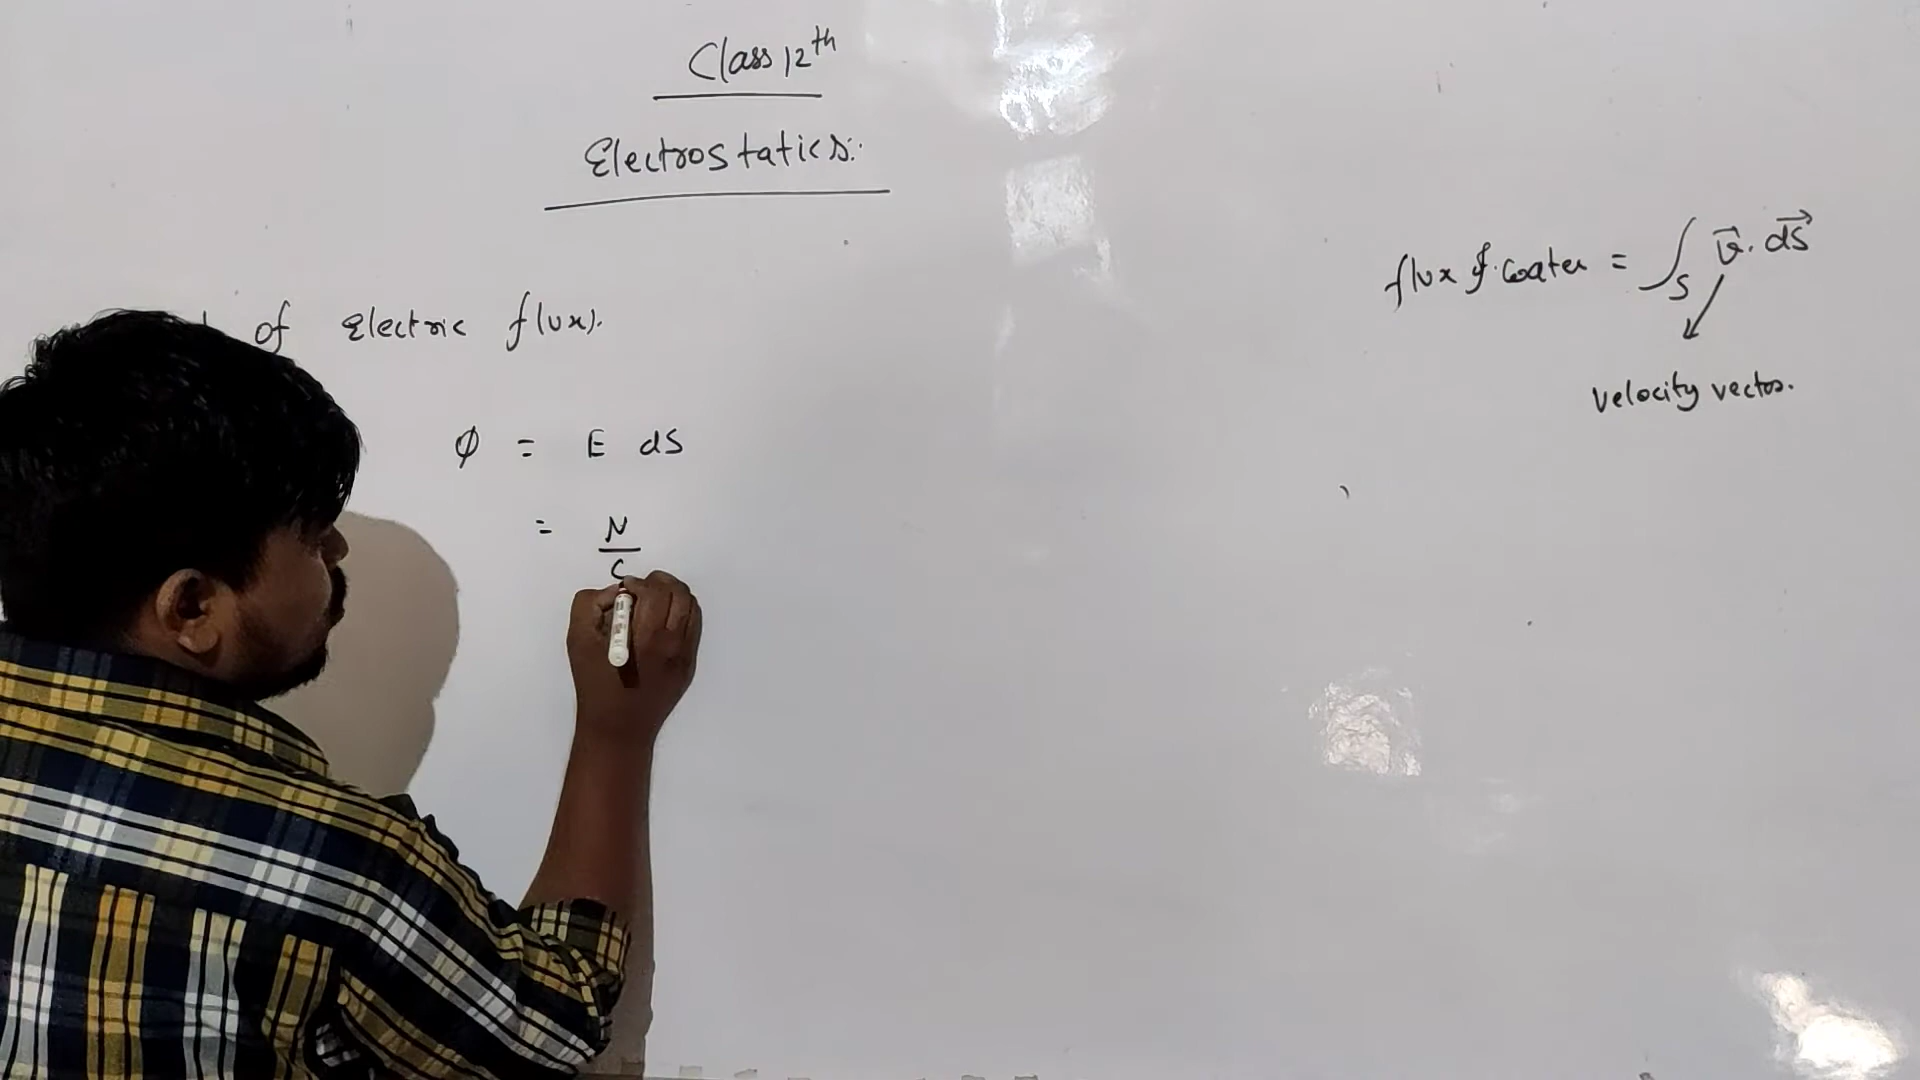 Class 12th
Electrostatics:
of Electric flux).
φ = E dS
= N/C
flux of water = ∫S v⃗ . dS⃗
velocity vector.